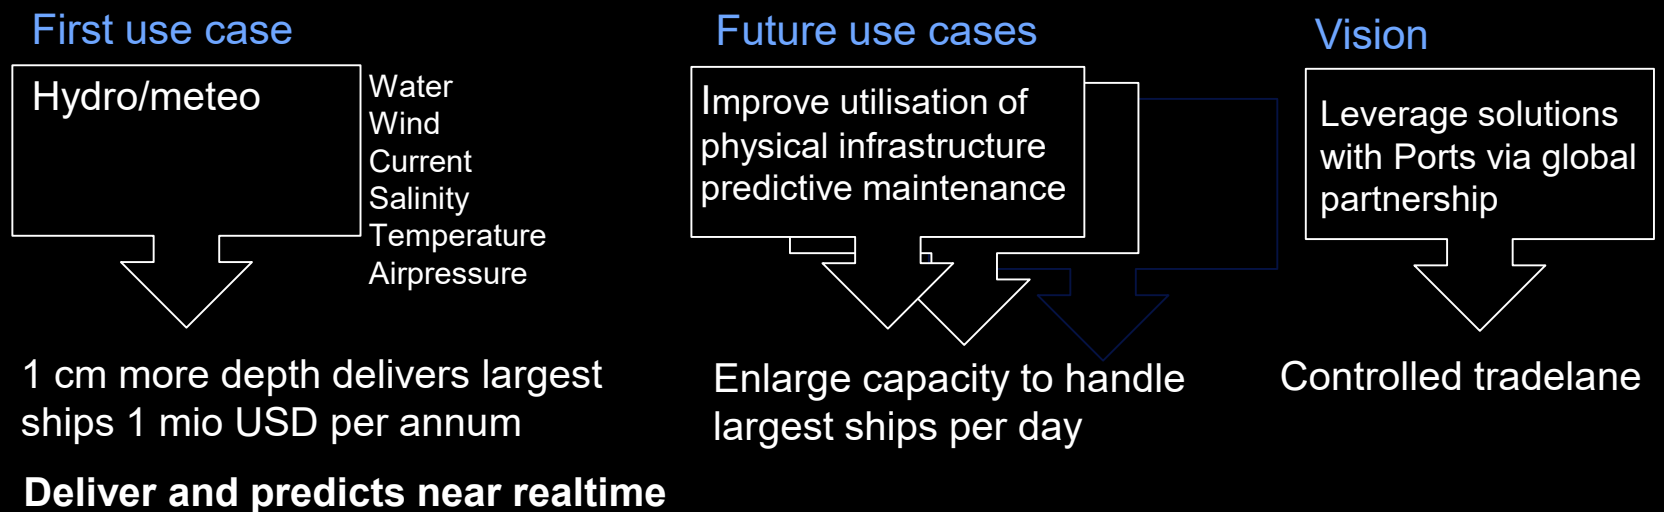 First use case
Hydro/meteo
Water
Wind
Current
Salinity
Temperature
Airpressure
1 cm more depth delivers largest
ships 1 mio USD per annum
Deliver and predicts near realtime
Future use cases
Improve utilisation of
physical infrastructure
predictive maintenance
Enlarge capacity to handle
largest ships per day
Vision
Leverage solutions
with Ports via global
partnership
Controlled tradelane